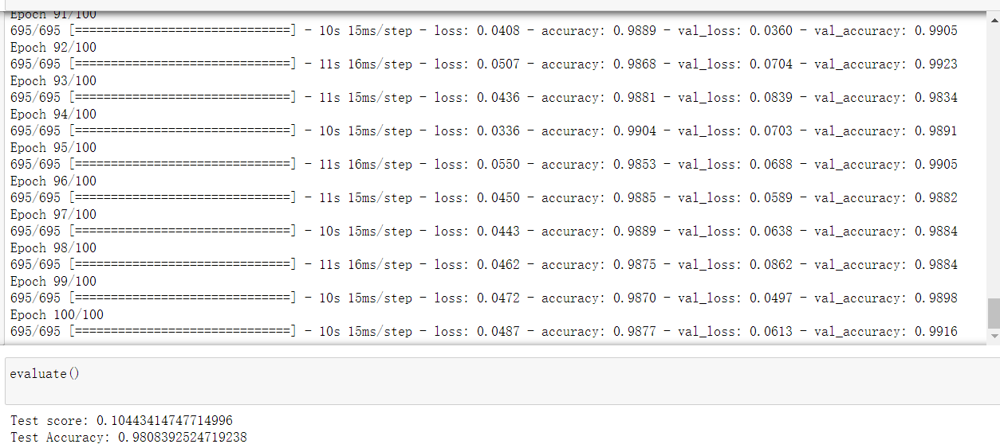 Epoch 91/100
695/695 [==============================] - 10s 15ms/step - loss: 0.0408 - accuracy: 0.9889 - val_loss: 0.0360 - val_accuracy: 0.9905
Epoch 92/100
695/695 [==============================] - 11s 16ms/step - loss: 0.0507 - accuracy: 0.9868 - val_loss: 0.0704 - val_accuracy: 0.9923
Epoch 93/100
695/695 [==============================] - 11s 15ms/step - loss: 0.0436 - accuracy: 0.9881 - val_loss: 0.0839 - val_accuracy: 0.9834
Epoch 94/100
695/695 [==============================] - 10s 15ms/step - loss: 0.0336 - accuracy: 0.9904 - val_loss: 0.0703 - val_accuracy: 0.9891
Epoch 95/100
695/695 [==============================] - 11s 16ms/step - loss: 0.0550 - accuracy: 0.9853 - val_loss: 0.0688 - val_accuracy: 0.9905
Epoch 96/100
695/695 [==============================] - 11s 15ms/step - loss: 0.0450 - accuracy: 0.9885 - val_loss: 0.0589 - val_accuracy: 0.9882
Epoch 97/100
695/695 [==============================] - 10s 15ms/step - loss: 0.0443 - accuracy: 0.9889 - val_loss: 0.0638 - val_accuracy: 0.9884
Epoch 98/100
695/695 [==============================] - 11s 16ms/step - loss: 0.0462 - accuracy: 0.9875 - val_loss: 0.0862 - val_accuracy: 0.9884
Epoch 99/100
695/695 [==============================] - 10s 15ms/step - loss: 0.0472 - accuracy: 0.9870 - val_loss: 0.0497 - val_accuracy: 0.9898
Epoch 100/100
695/695 [==============================] - 10s 15ms/step - loss: 0.0487 - accuracy: 0.9877 - val_loss: 0.0613 - val_accuracy: 0.9916
evaluate()
Test score: 0.10443414747714996
Test Accuracy: 0.9808392524719238